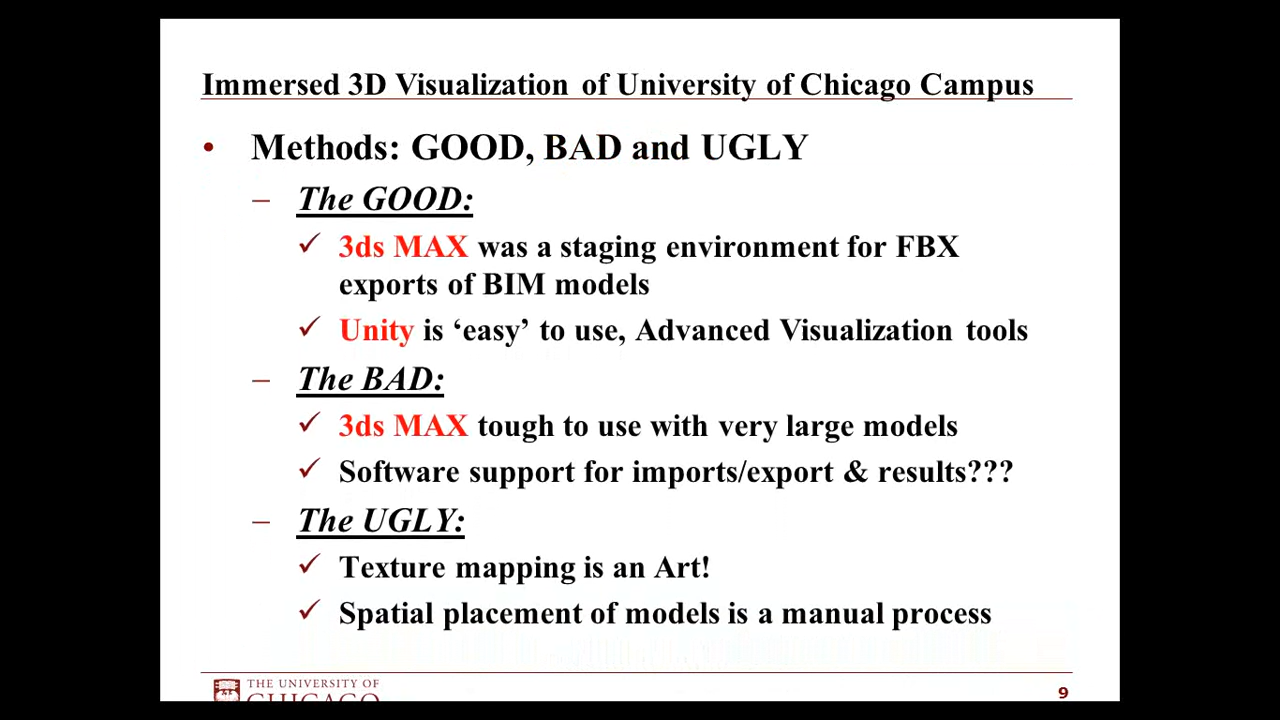 Immersed 3D Visualization of University of Chicago Campus
• Methods: GOOD, BAD and UGLY
– The GOOD:
✓ 3ds MAX was a staging environment for FBX
exports of BIM models
✓ Unity is ‘easy’ to use, Advanced Visualization tools
– The BAD:
✓ 3ds MAX tough to use with very large models
✓ Software support for imports/export & results???
– The UGLY:
✓ Texture mapping is an Art!
✓ Spatial placement of models is a manual process
THE UNIVERSITY OF
CHICAGO
9